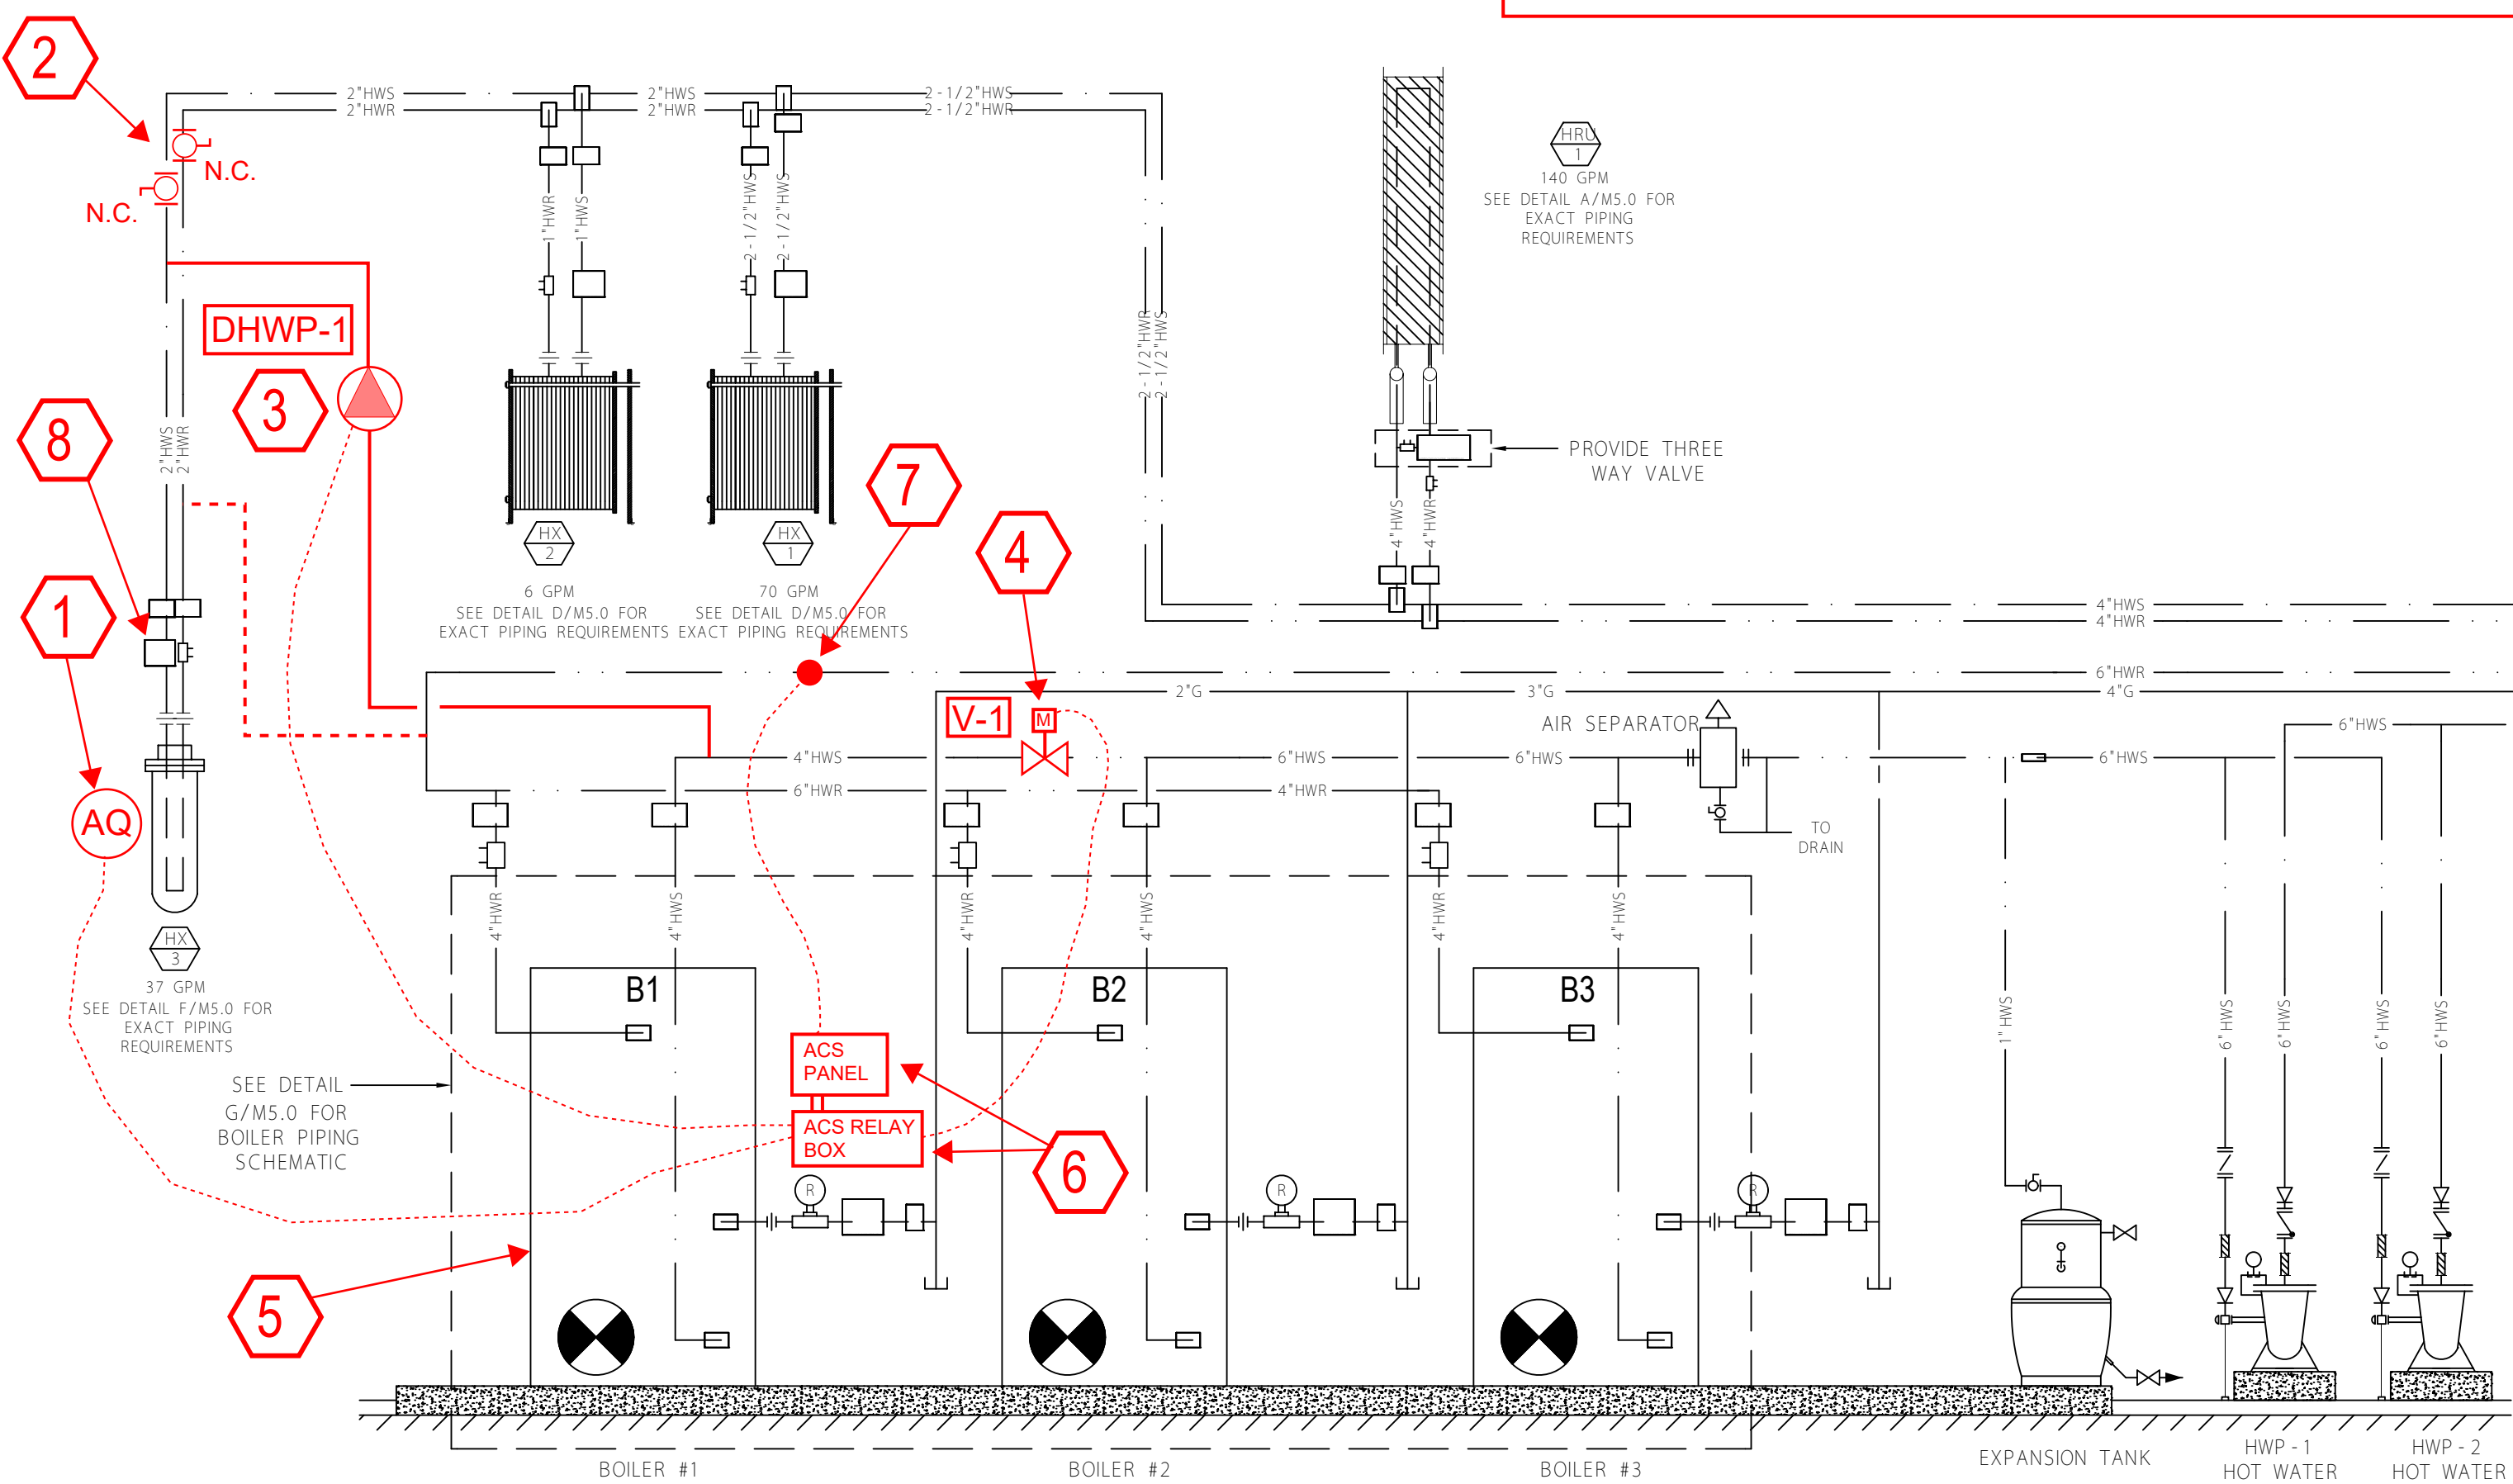 2
2"HWS
2"HWR
2"HWS
2"HWR
2-1/2"HWS
2-1/2"HWR
N.C.
N.C.
1"HWR
1"HWS
2-1/2"HWS
2-1/2"HWS
HRU
1
140 GPM
SEE DETAIL A/M5.0 FOR
EXACT PIPING
REQUIREMENTS
DHWP-1
3
8
2"HWS
2"HWR
2-1/2"HWR
2-1/2"HWS
PROVIDE THREE
WAY VALVE
4"HWS
4"HWR
7
4
HX
2
6 GPM
SEE DETAIL D/M5.0 FOR
EXACT PIPING REQUIREMENTS
HX
1
70 GPM
SEE DETAIL D/M5.0 FOR
EXACT PIPING REQUIREMENTS
1
4"HWS
4"HWR
6"HWR
2"G
3"G
4"G
V-1
M
AIR SEPARATOR
6"HWS
4"HWS
6"HWS
6"HWS
6"HWS
6"HWR
4"HWR
AQ
TO
DRAIN
4"HWR
4"HWS
4"HWR
4"HWS
4"HWR
4"HWS
HX
3
37 GPM
SEE DETAIL F/M5.0 FOR
EXACT PIPING
REQUIREMENTS
B1
B2
B3
1"HWS
6"HWS
6"HWS
6"HWS
6"HWS
ACS
PANEL
ACS RELAY
BOX
SEE DETAIL
G/M5.0 FOR
BOILER PIPING
SCHEMATIC
6
R
R
R
5
BOILER #1
BOILER #2
BOILER #3
EXPANSION TANK
HWP-1
HOT WATER
HWP-2
HOT WATER